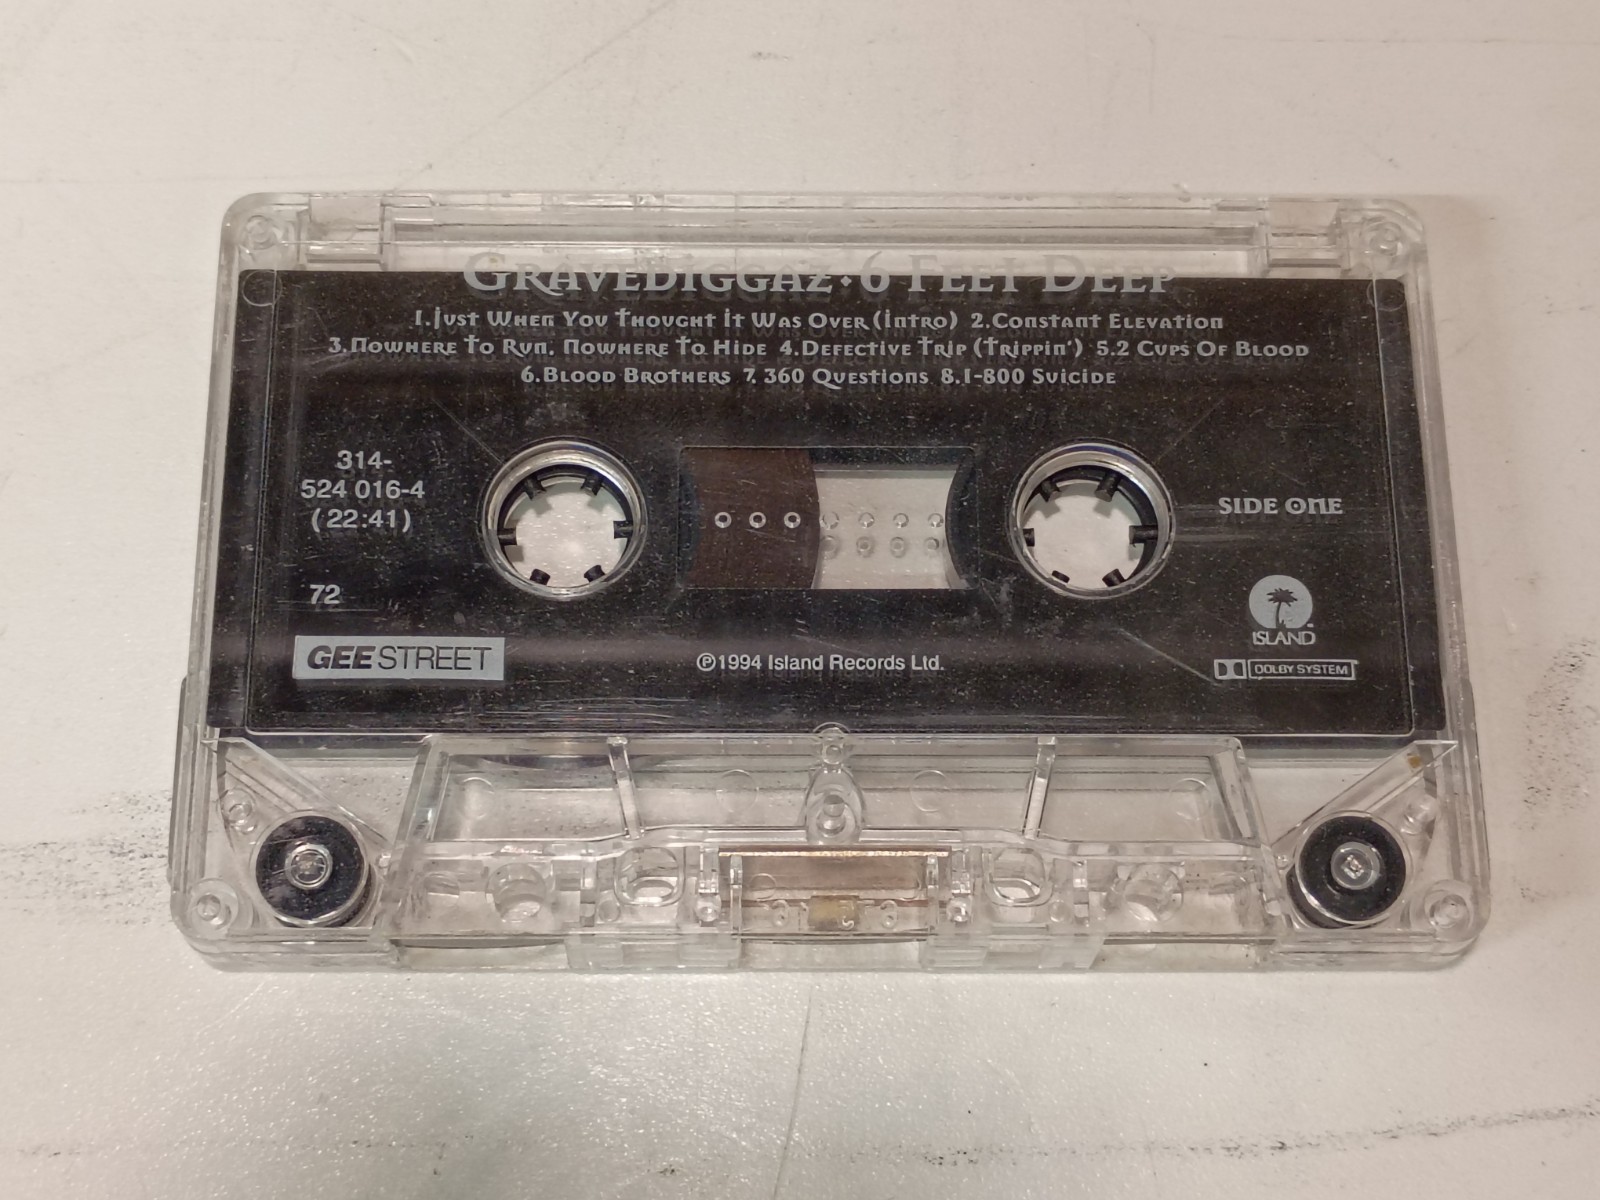 GRAVEDIGGAZ • 6 FEET DEEP
1.JUST WHEN YOU THOUGHT IT WAS OVER (INTRO) 2.CONSTANT ELEVATION
3.NOWHERE TO RUN, NOWHERE TO HIDE 4.DEFECTIVE TRIP (TRIPPIN') 5.2 CUPS OF BLOOD
6.BLOOD BROTHERS 7. 360 QUESTIONS 8.1-800 SUICIDE
314-
524 016-4
(22:41)
SIDE ONE
72
ISLAND
GEE STREET
℗1994 Island Records Ltd.
DOLBY SYSTEM